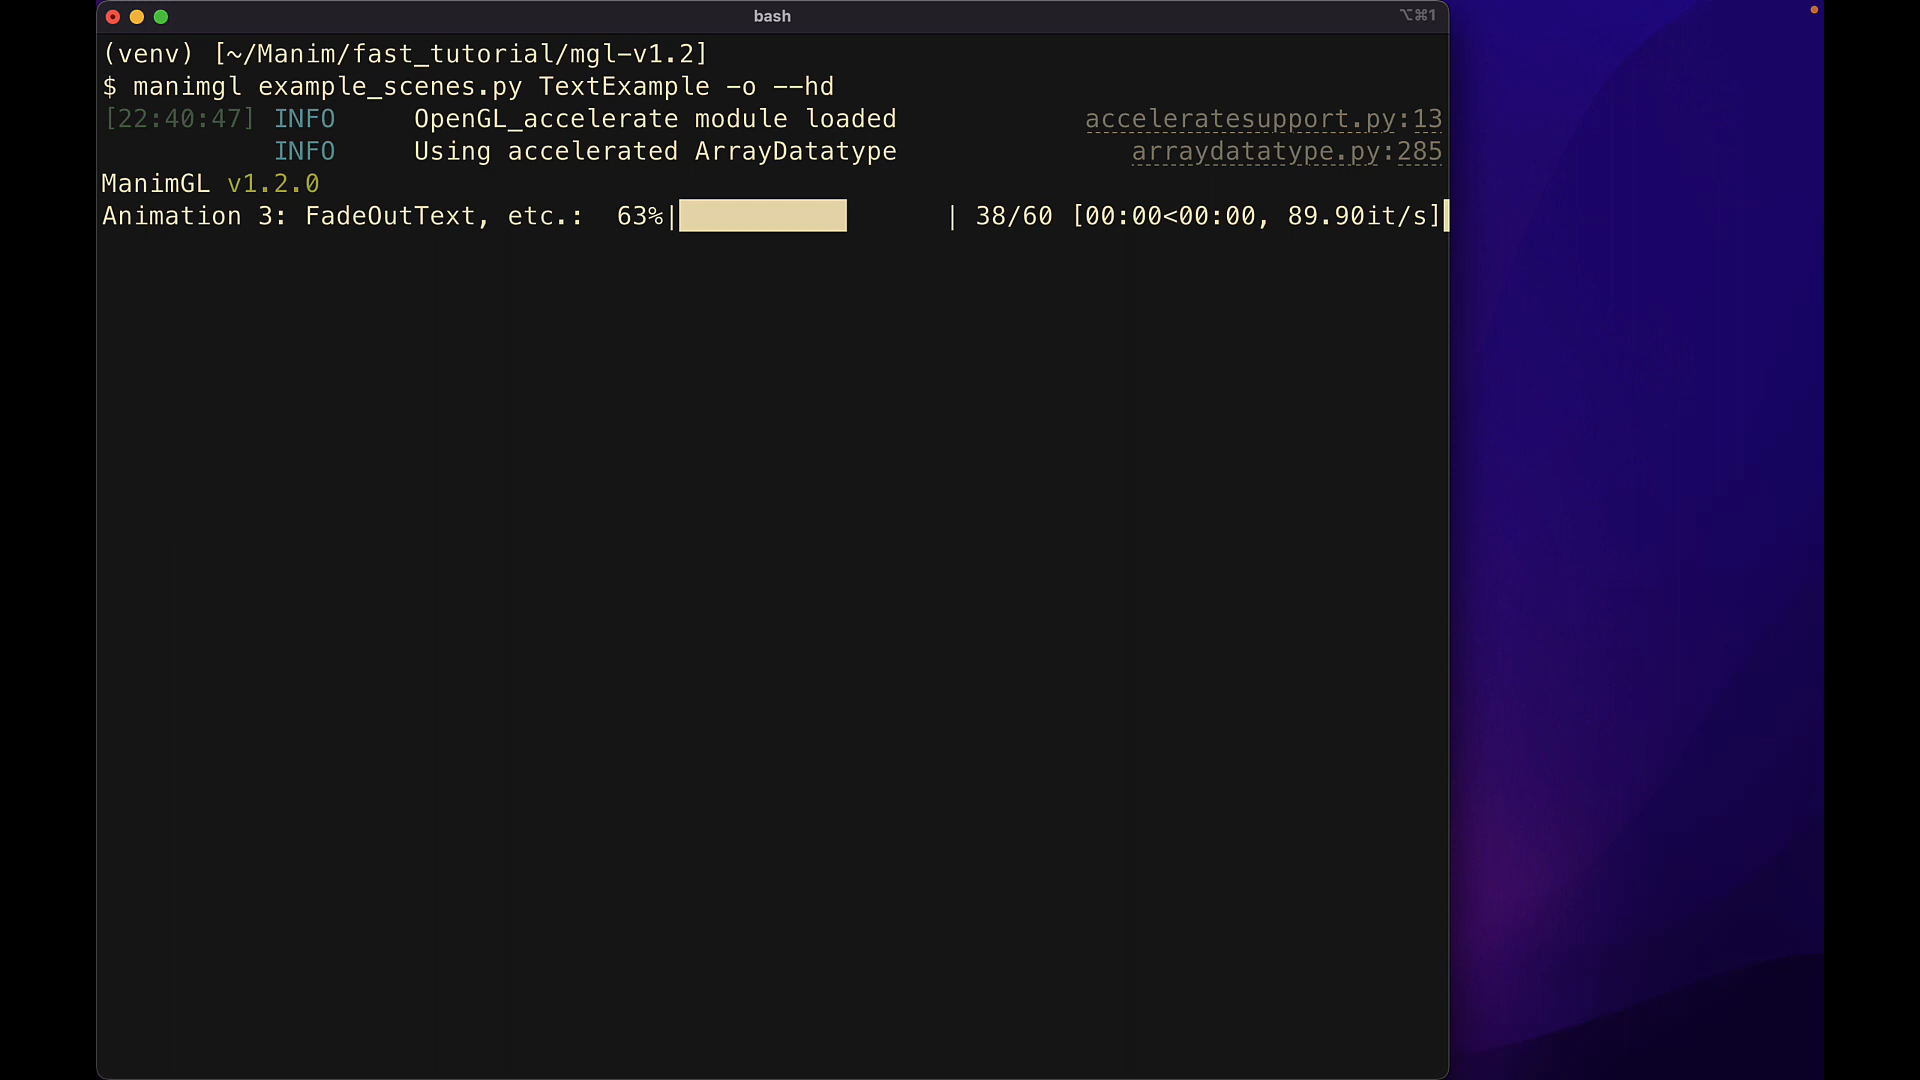 bash
⌥⌘1
(venv) [~/Manim/fast_tutorial/mgl-v1.2]
$ manimgl example_scenes.py TextExample -o --hd
[22:40:47] INFO OpenGL_accelerate module loaded acceleratesupport.py:13
INFO Using accelerated ArrayDatatype arraydatatype.py:285
ManimGL v1.2.0
Animation 3: FadeOutText, etc.: 63%| | 38/60 [00:00<00:00, 89.90it/s]